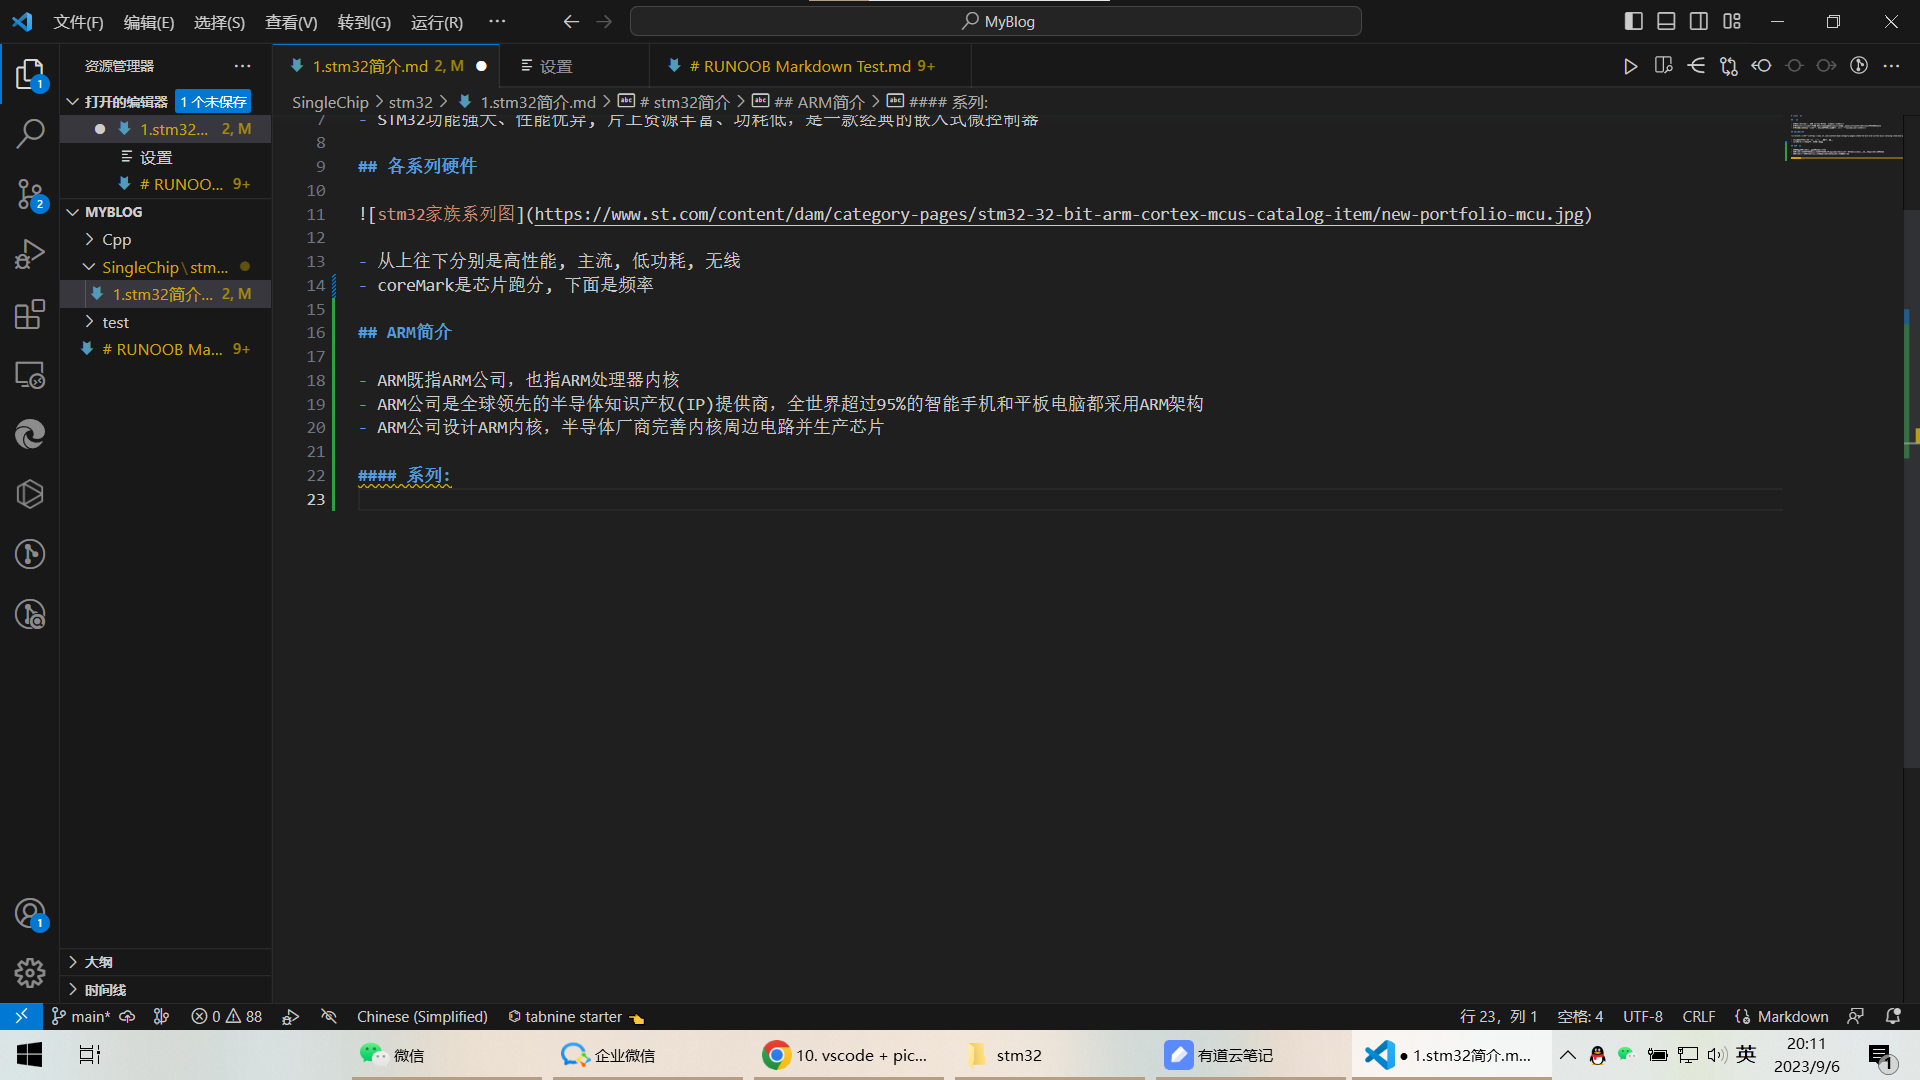 文件(F) 编辑(E) 选择(S) 查看(V) 转到(G) 运行(R) ··· MyBlog
资源管理器 ···
1.stm32简介.md 2, M 设置 # RUNOOB Markdown Test.md 9+
打开的编辑器 1 个未保存
SingleChip > stm32 > 1.stm32简介.md > # stm32简介 > ## ARM简介 > #### 系列:
1.stm32... 2, M
设置
# RUNOO... 9+
MYBLOG
Cpp
SingleChip\stm...
1.stm32简介... 2, M
test
# RUNOOB Ma... 9+
7 - STM32功能强大、性能优异, 片上资源丰富、功耗低，是一款经典的嵌入式微控制器
8
9 ## 各系列硬件
10
11 ![stm32家族系列图](https://www.st.com/content/dam/category-pages/stm32-32-bit-arm-cortex-mcus-catalog-item/new-portfolio-mcu.jpg)
12
13 - 从上往下分别是高性能, 主流, 低功耗, 无线
14 - coreMark是芯片跑分, 下面是频率
15
16 ## ARM简介
17
18 - ARM既指ARM公司，也指ARM处理器内核
19 - ARM公司是全球领先的半导体知识产权(IP)提供商，全世界超过95%的智能手机和平板电脑都采用ARM架构
20 - ARM公司设计ARM内核，半导体厂商完善内核周边电路并生产芯片
21
22 #### 系列:
23
大纲
时间线
main* 0 88 Chinese (Simplified) tabnine starter 行 23，列 1 空格: 4 UTF-8 CRLF Markdown
微信 企业微信 10. vscode + pic... stm32 有道云笔记 ● 1.stm32简介.m... 英 20:11
2023/9/6
1